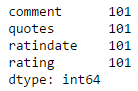 comment 101
quotes 101
ratindate 101
rating 101
dtype: int64